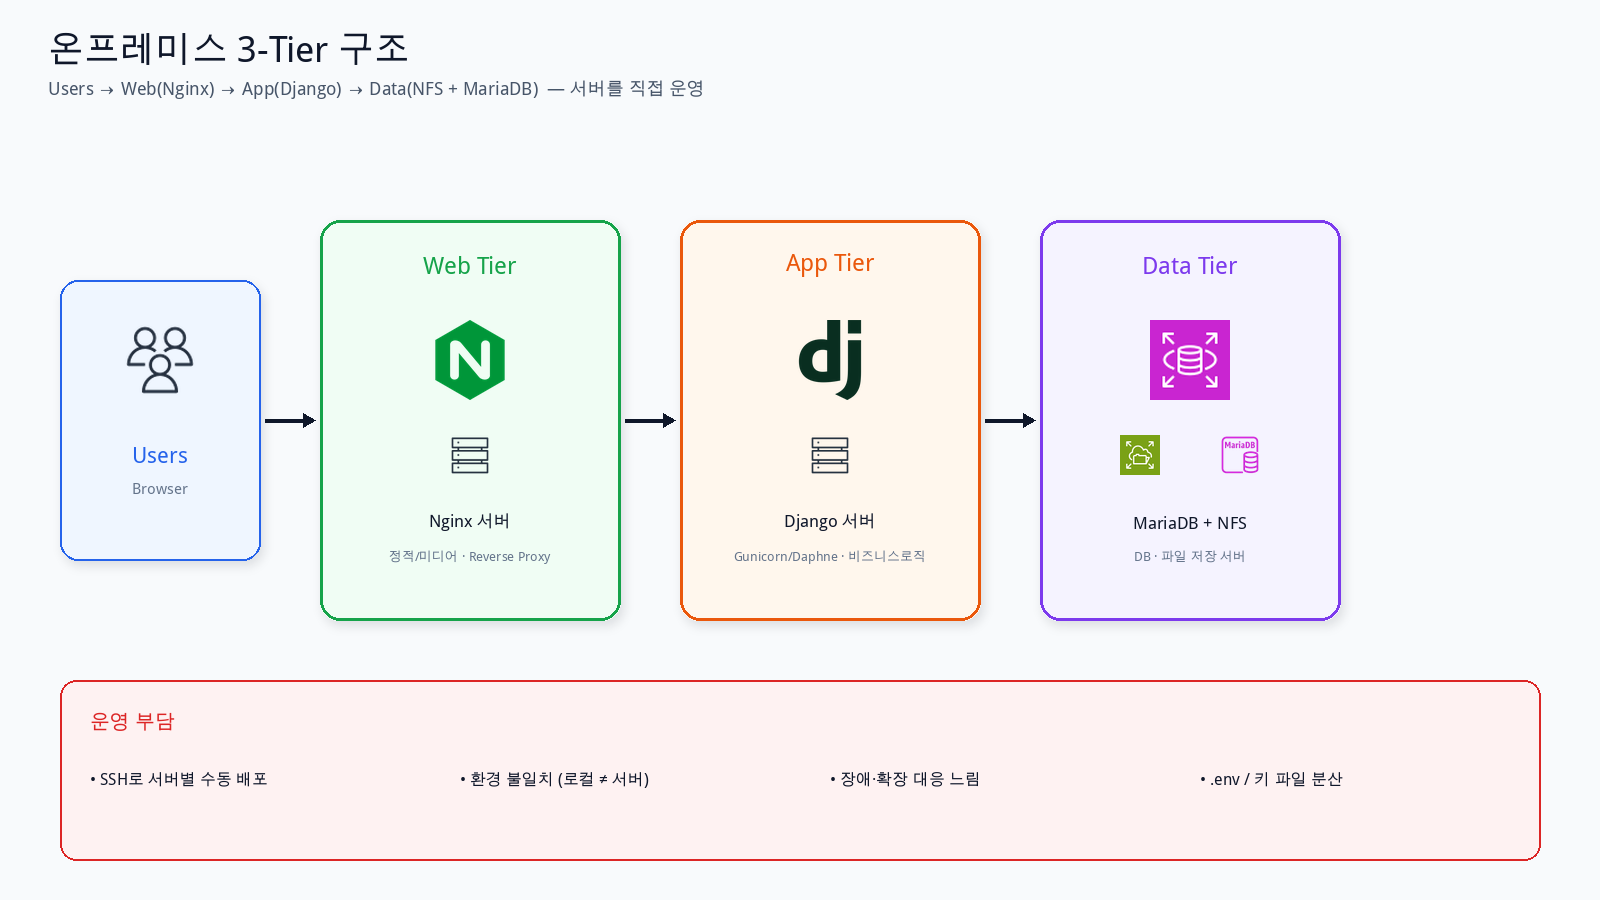 온프레미스 3-Tier 구조
Users → Web(Nginx) → App(Django) → Data(NFS + MariaDB) — 서버를 직접 운영
Users
Browser
Web Tier
Nginx 서버
정적/미디어 · Reverse Proxy
App Tier
dj
Django 서버
Gunicorn/Daphne · 비즈니스로직
Data Tier
MariaDB
MariaDB + NFS
DB · 파일 저장 서버
운영 부담
• SSH로 서버별 수동 배포
• 환경 불일치 (로컬 ≠ 서버)
• 장애·확장 대응 느림
• .env / 키 파일 분산